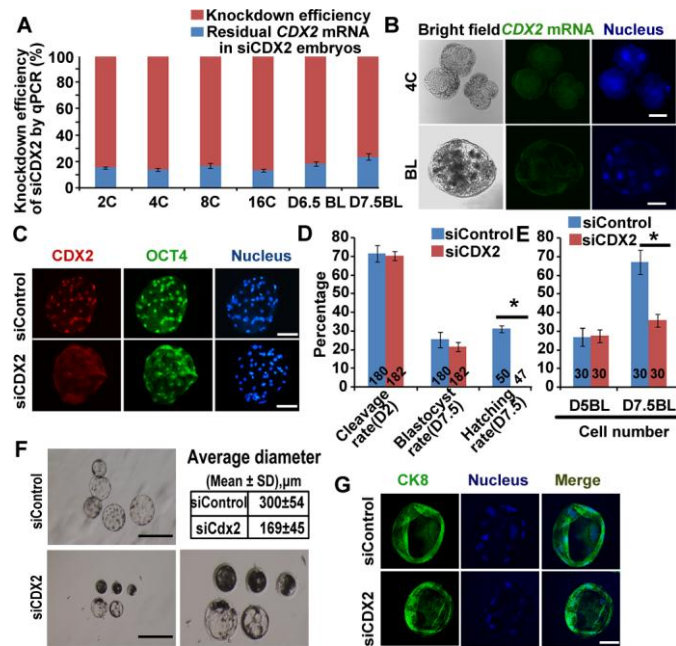 A
Knockdown efficiency
Residual CDX2 mRNA
in siCDX2 embryos
Knockdown efficiency
of siCDX2 by qPCR (%)
100
80
60
40
20
0
2C 4C 8C 16C D6.5 BL D7.5BL
B
Bright field CDX2 mRNA Nucleus
4C
BL
C
CDX2 OCT4 Nucleus
siControl
siCDX2
D
siControl
siCDX2
Percentage
80
70
60
50
40
30
20
10
0
*
180 182
180 182
50 47
Cleavage
rate(D2)
Blastocyst
rate(D7.5)
Hatching
rate(D7.5)
E
siControl
siCDX2
80
70
60
50
40
30
20
10
0
*
30 30
30 30
D5BL D7.5BL
Cell number
F
siControl
siCDX2
Average diameter
(Mean ± SD),μm
siControl 300±54
siCdx2 169±45
G
CK8 Nucleus Merge
siControl
siCDX2